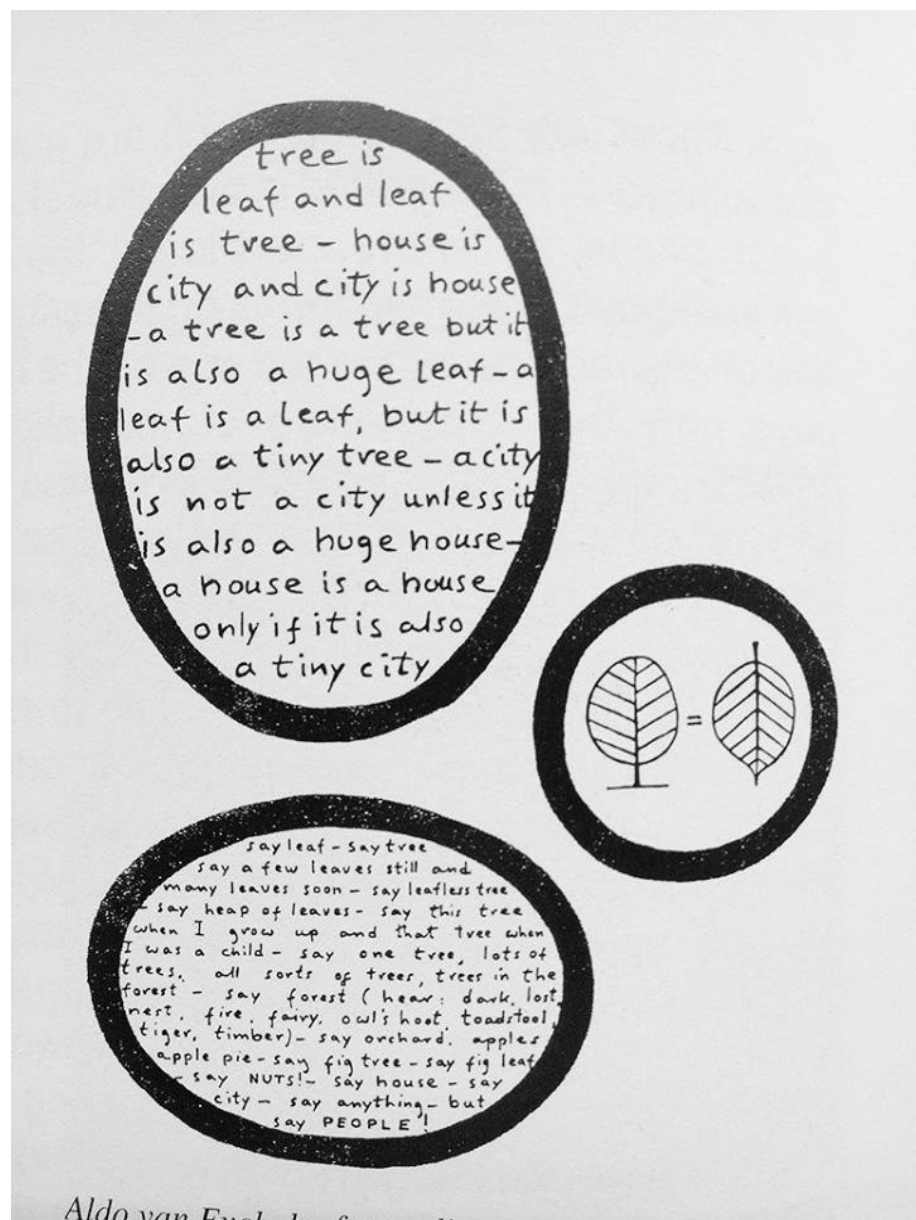 tree is
leaf and leaf
is tree – house is
city and city is house
– a tree is a tree but it
is also a huge leaf – a
leaf is a leaf, but it is
also a tiny tree – a city
is not a city unless it
is also a huge house –
a house is a house
only if it is also
a tiny city
=
say leaf – say tree
say a few leaves still and
many leaves soon – say leafless tree
– say heap of leaves – say this tree
when I grow up and that tree when
I was a child – say one tree, lots of
trees, all sorts of trees, trees in the
forest – say forest (hear: dark, lost,
nest, fire, fairy, owl's hoot, toadstool,
tiger, timber) – say orchard, apples
apple pie – say fig tree – say fig leaf
– say NUTS! – say house – say
city – say anything – but
say PEOPLE!
Aldo van